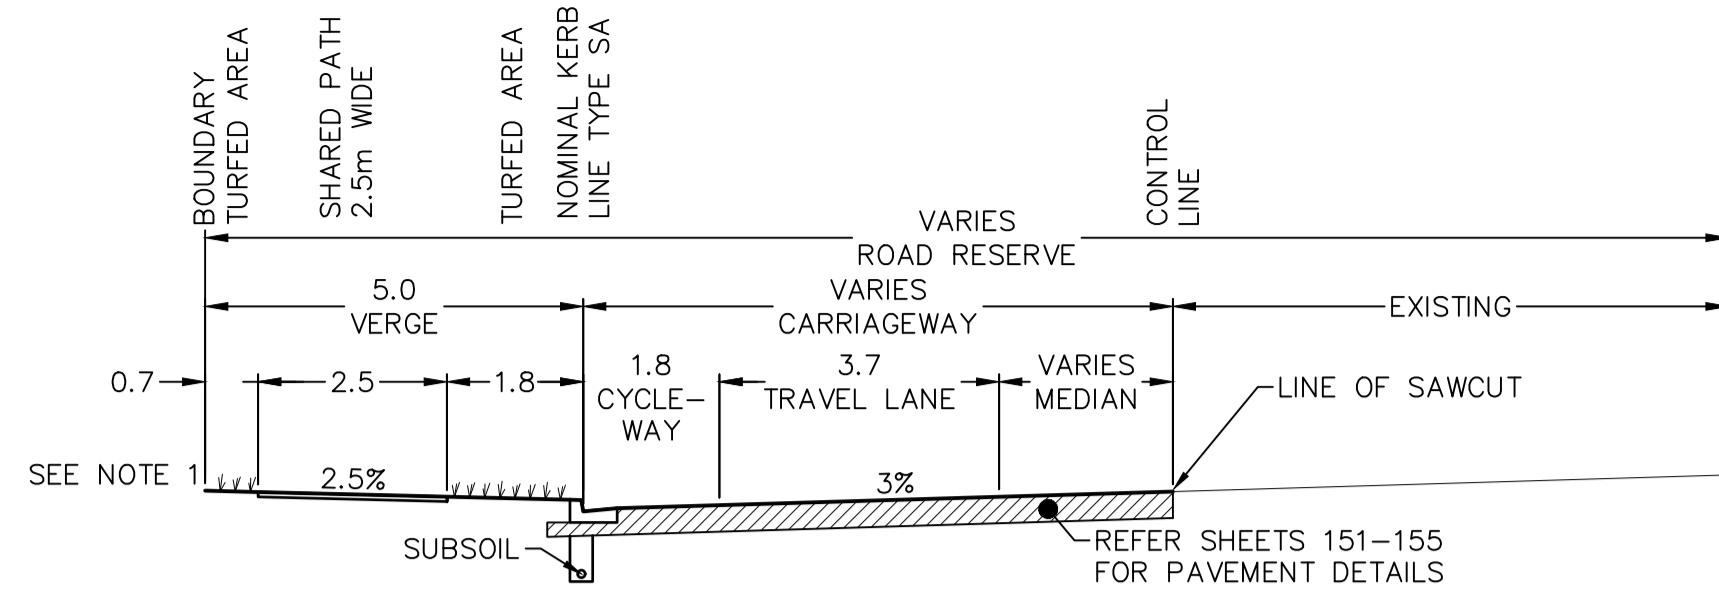 BOUNDARY
TURFED AREA
SHARED PATH
2.5m WIDE
TURFED AREA
NOMINAL KERB
LINE TYPE SA
CONTROL
LINE
VARIES
ROAD RESERVE
5.0
VERGE
VARIES
CARRIAGEWAY
EXISTING
0.7
2.5
1.8
1.8
CYCLE-
WAY
3.7
TRAVEL LANE
VARIES
MEDIAN
LINE OF SAWCUT
SEE NOTE 1
2.5%
3%
SUBSOIL
REFER SHEETS 151-155
FOR PAVEMENT DETAILS